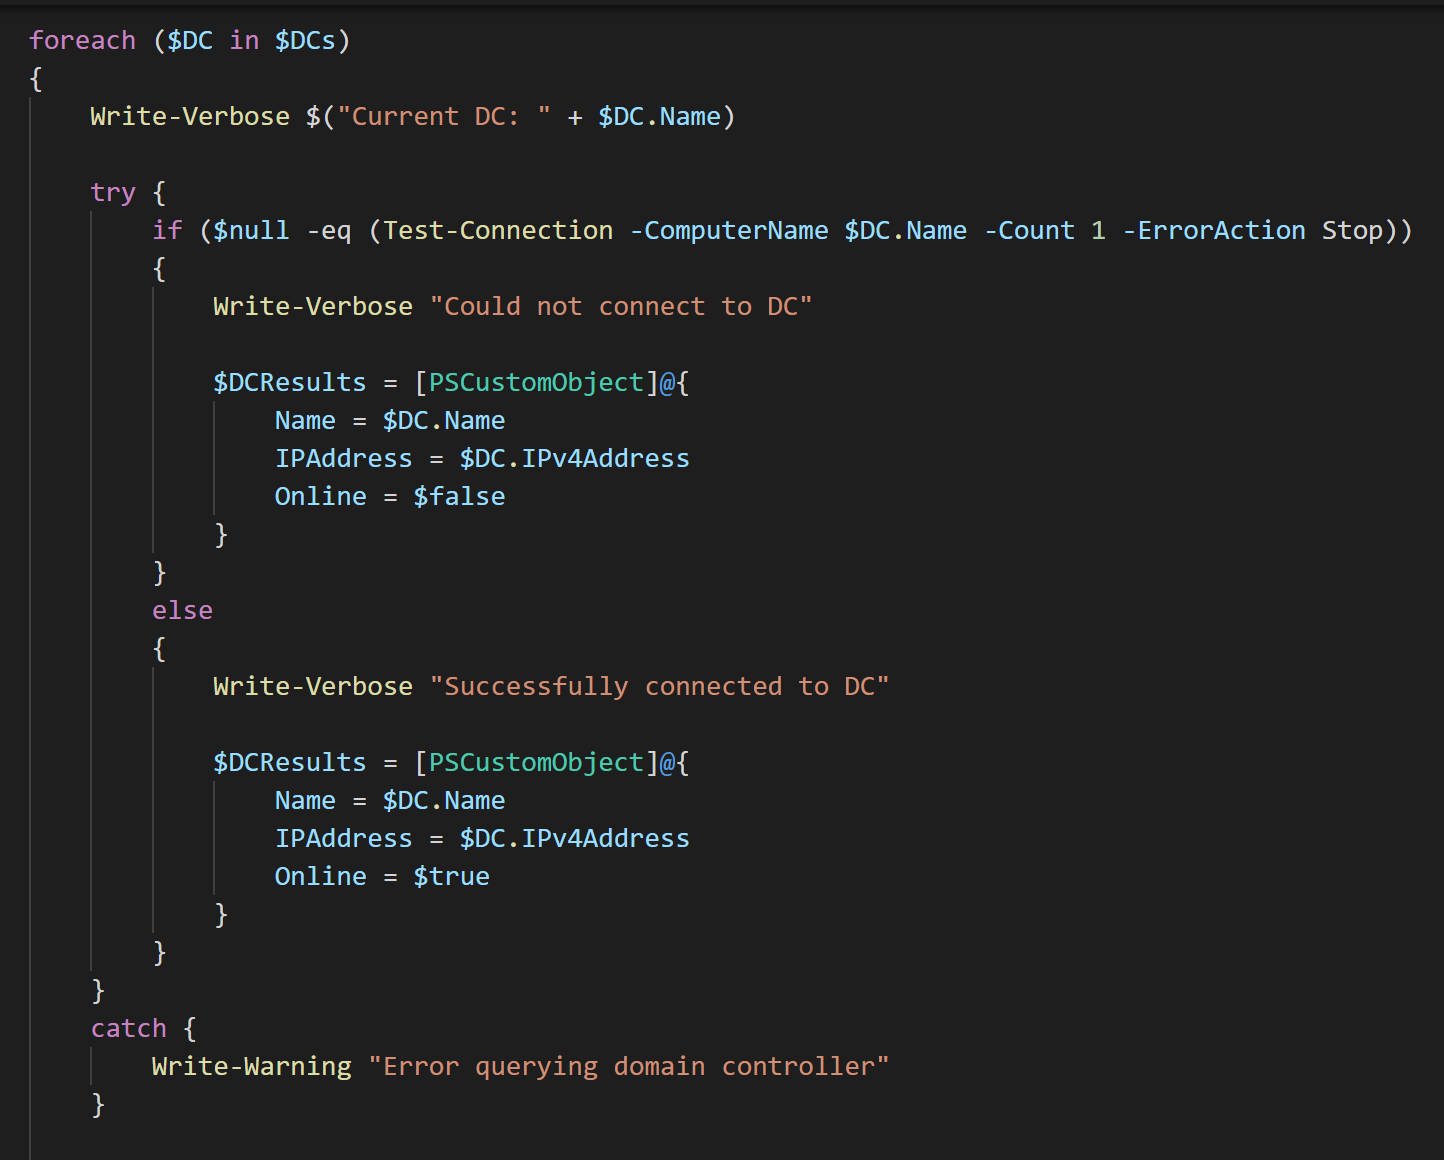 foreach ($DC in $DCs)
{
    Write-Verbose $("Current DC: " + $DC.Name)

    try {
        if ($null -eq (Test-Connection -ComputerName $DC.Name -Count 1 -ErrorAction Stop))
        {
            Write-Verbose "Could not connect to DC"

            $DCResults = [PSCustomObject]@{
                Name = $DC.Name
                IPAddress = $DC.IPv4Address
                Online = $false
            }
        }
        else
        {
            Write-Verbose "Successfully connected to DC"

            $DCResults = [PSCustomObject]@{
                Name = $DC.Name
                IPAddress = $DC.IPv4Address
                Online = $true
            }
        }
    }
    catch {
        Write-Warning "Error querying domain controller"
    }